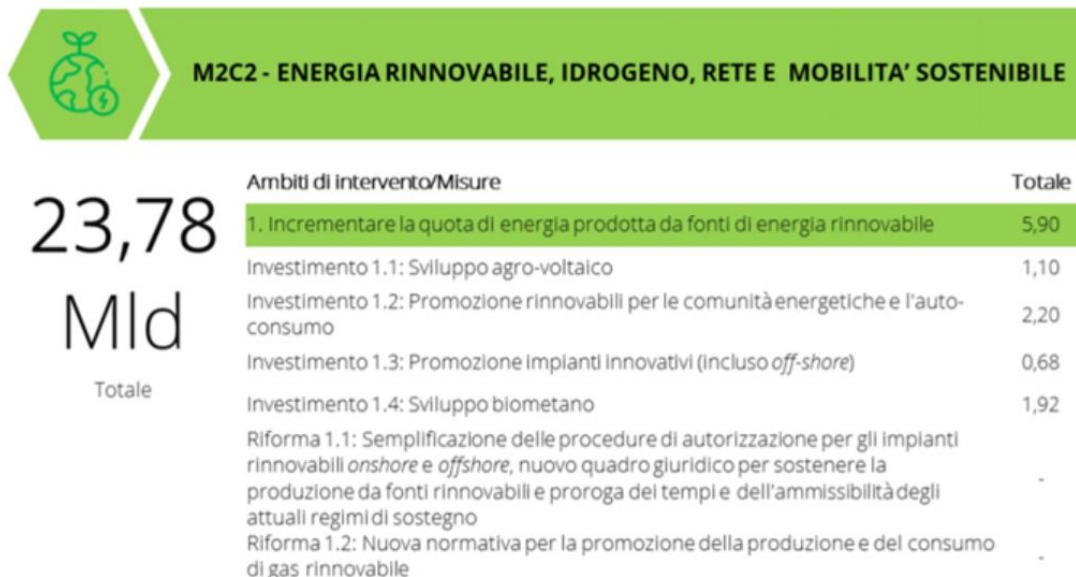 M2C2 - ENERGIA RINNOVABILE, IDROGENO, RETE E MOBILITA’ SOSTENIBILE
23,78
Mld
Totale
Ambiti di intervento/Misure Totale
1. Incrementare la quota di energia prodotta da fonti di energia rinnovabile 5,90
Investimento 1.1: Sviluppo agro-voltaico 1,10
Investimento 1.2: Promozione rinnovabili per le comunità energetiche e l'auto-
consumo 2,20
Investimento 1.3: Promozione impianti innovativi (incluso off-shore) 0,68
Investimento 1.4: Sviluppo biometano 1,92
Riforma 1.1: Semplificazione delle procedure di autorizzazione per gli impianti
rinnovabili onshore e offshore, nuovo quadro giuridico per sostenere la
produzione da fonti rinnovabili e proroga dei tempi e dell'ammissibilità degli
attuali regimi di sostegno -
Riforma 1.2: Nuova normativa per la promozione della produzione e del consumo
di gas rinnovabile -